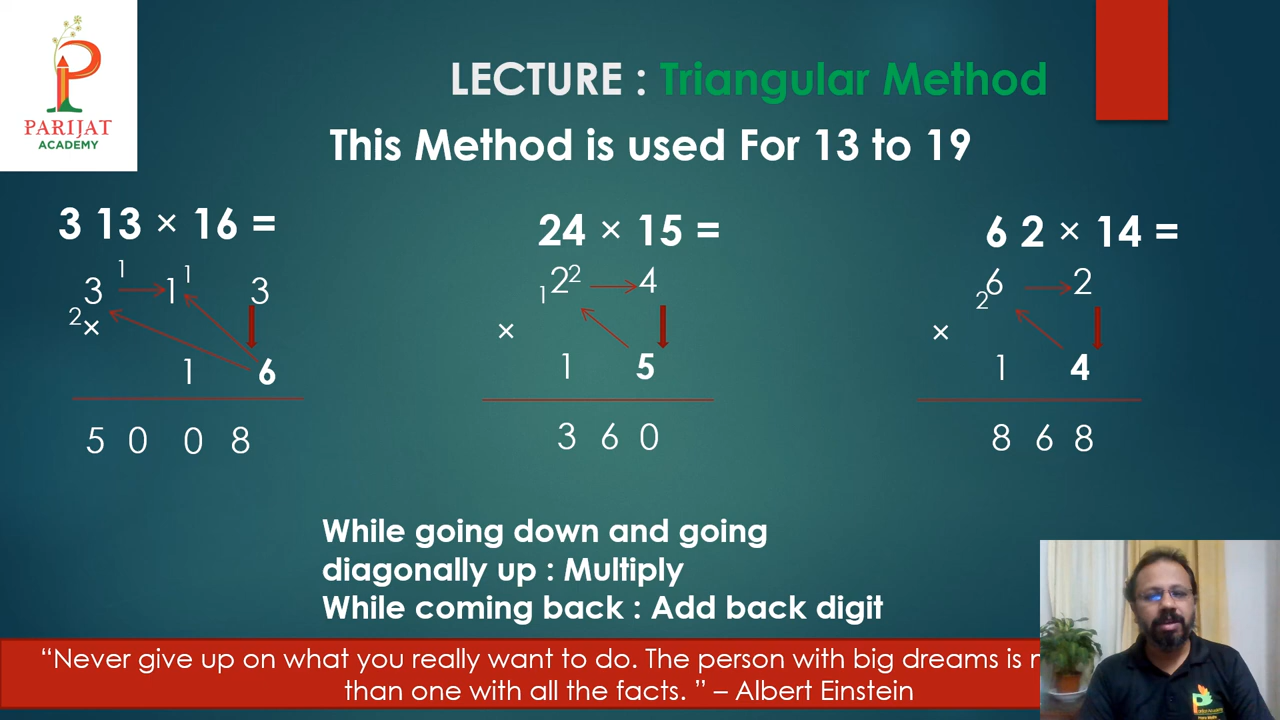 PARIJAT
ACADEMY
LECTURE : Triangular Method
This Method is used For 13 to 19
3 13 × 16 =
3 1 1 1 3
2 ×
1 6
5 0 0 8
24 × 15 =
1 2 2 4
×
1 5
3 6 0
6 2 × 14 =
2 6 2
×
1 4
8 6 8
While going down and going
diagonally up : Multiply
While coming back : Add back digit
“Never give up on what you really want to do. The person with big dreams is
than one with all the facts. ” – Albert Einstein